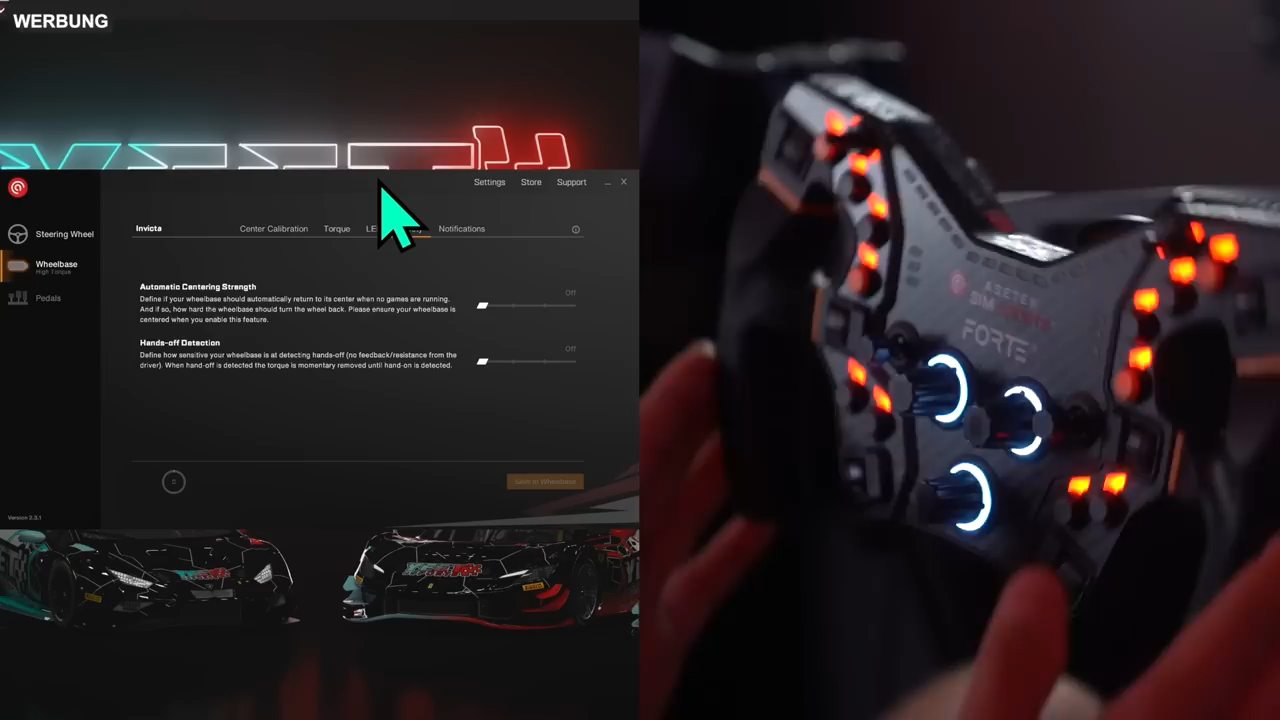 WERBUNG
Settings Store Support
Steering Wheel
Wheelbase
High Torque
Pedals
Invicta Center Calibration Torque Notifications
Automatic Centering Strength
Define if your wheelbase should automatically return to its center when no games are running.
And if so, how hard the wheelbase should turn the wheel back. Please ensure your wheelbase is
centered when you enable this feature.
Off
Hands-off Detection
Define how sensitive your wheelbase is at detecting hands-off (no feedback/resistance from the
driver). When hand-off is detected the torque is momentary removed until hand-on is detected.
Off
Save to Wheelbase
Version 2.3.1
ASETEK
SIM
FORTE